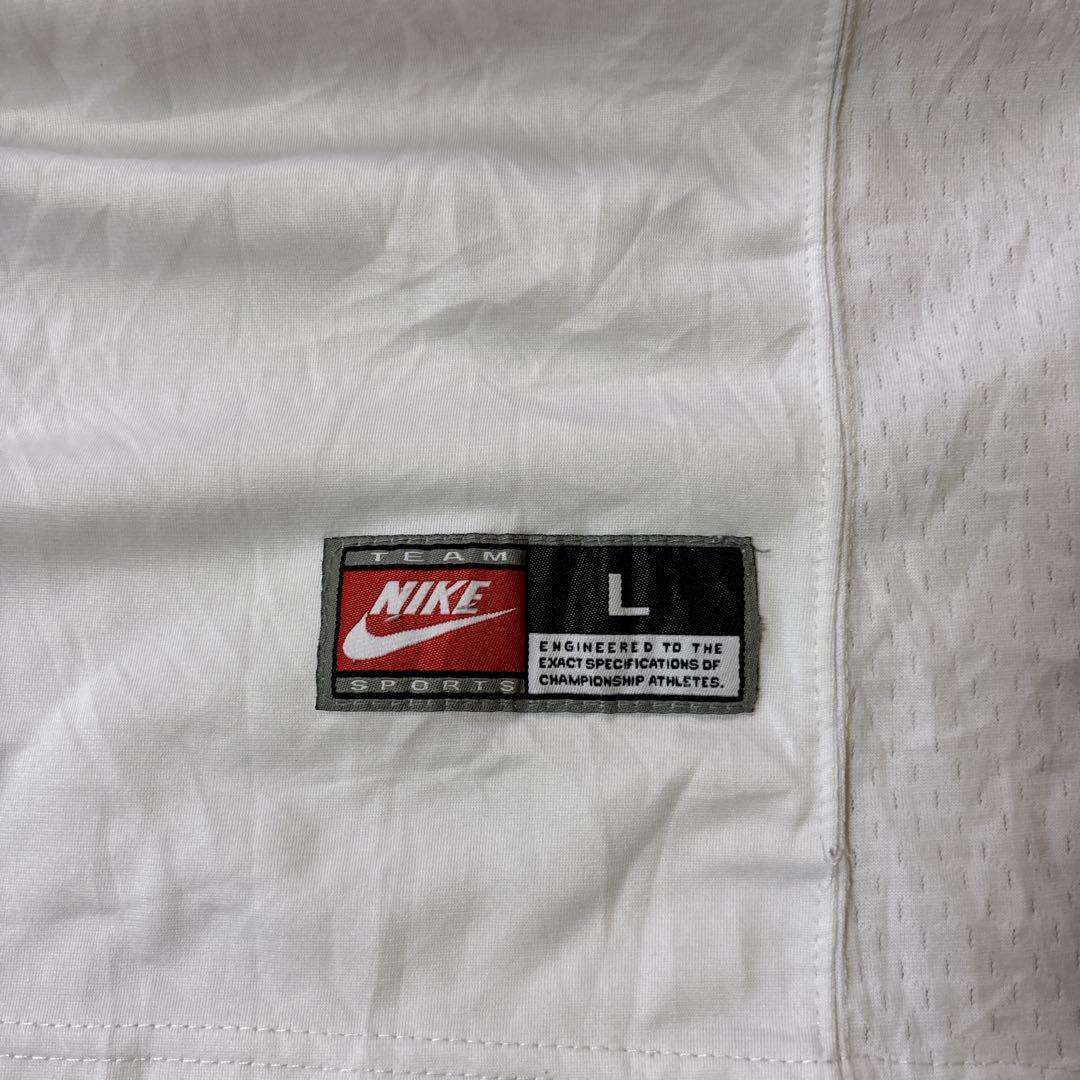 TEAM
NIKE
SPORTS
L
ENGINEERED TO THE
EXACT SPECIFICATIONS OF
CHAMPIONSHIP ATHLETES.